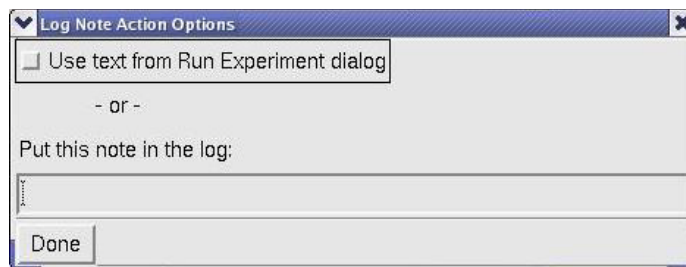 Log Note Action Options
Use text from Run Experiment dialog
- or -
Put this note in the log:
Done